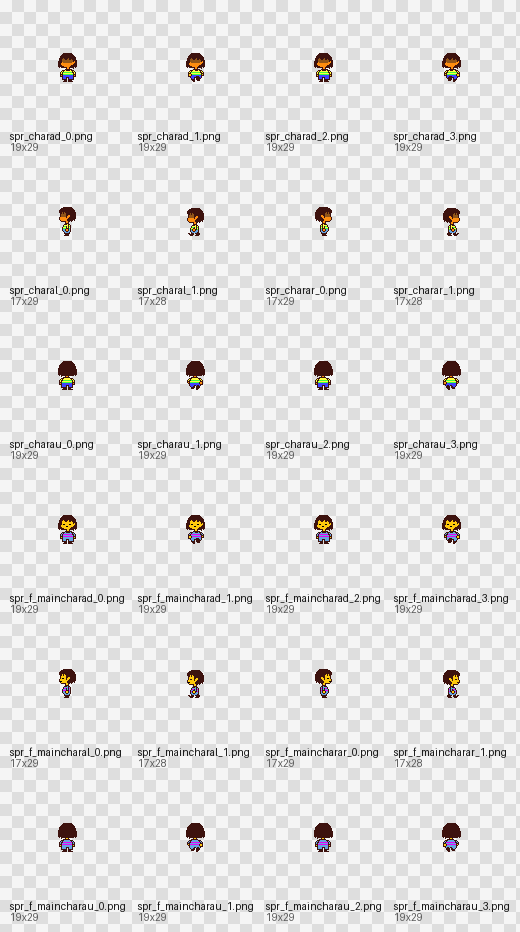 spr_charad_0.png spr_charad_1.png spr_charad_2.png spr_charad_3.png
19x29 19x29 19x29 19x29
spr_charal_0.png spr_charal_1.png spr_charar_0.png spr_charar_1.png
17x29 17x28 17x29 17x28
spr_charau_0.png spr_charau_1.png spr_charau_2.png spr_charau_3.png
19x29 19x29 19x29 19x29
spr_f_maincharad_0.png spr_f_maincharad_1.png spr_f_maincharad_2.png spr_f_maincharad_3.png
19x29 19x29 19x29 19x29
spr_f_maincharal_0.png spr_f_maincharal_1.png spr_f_maincharar_0.png spr_f_maincharar_1.png
17x29 17x28 17x29 17x28
spr_f_maincharau_0.png spr_f_maincharau_1.png spr_f_maincharau_2.png spr_f_maincharau_3.png
19x29 19x29 19x29 19x29